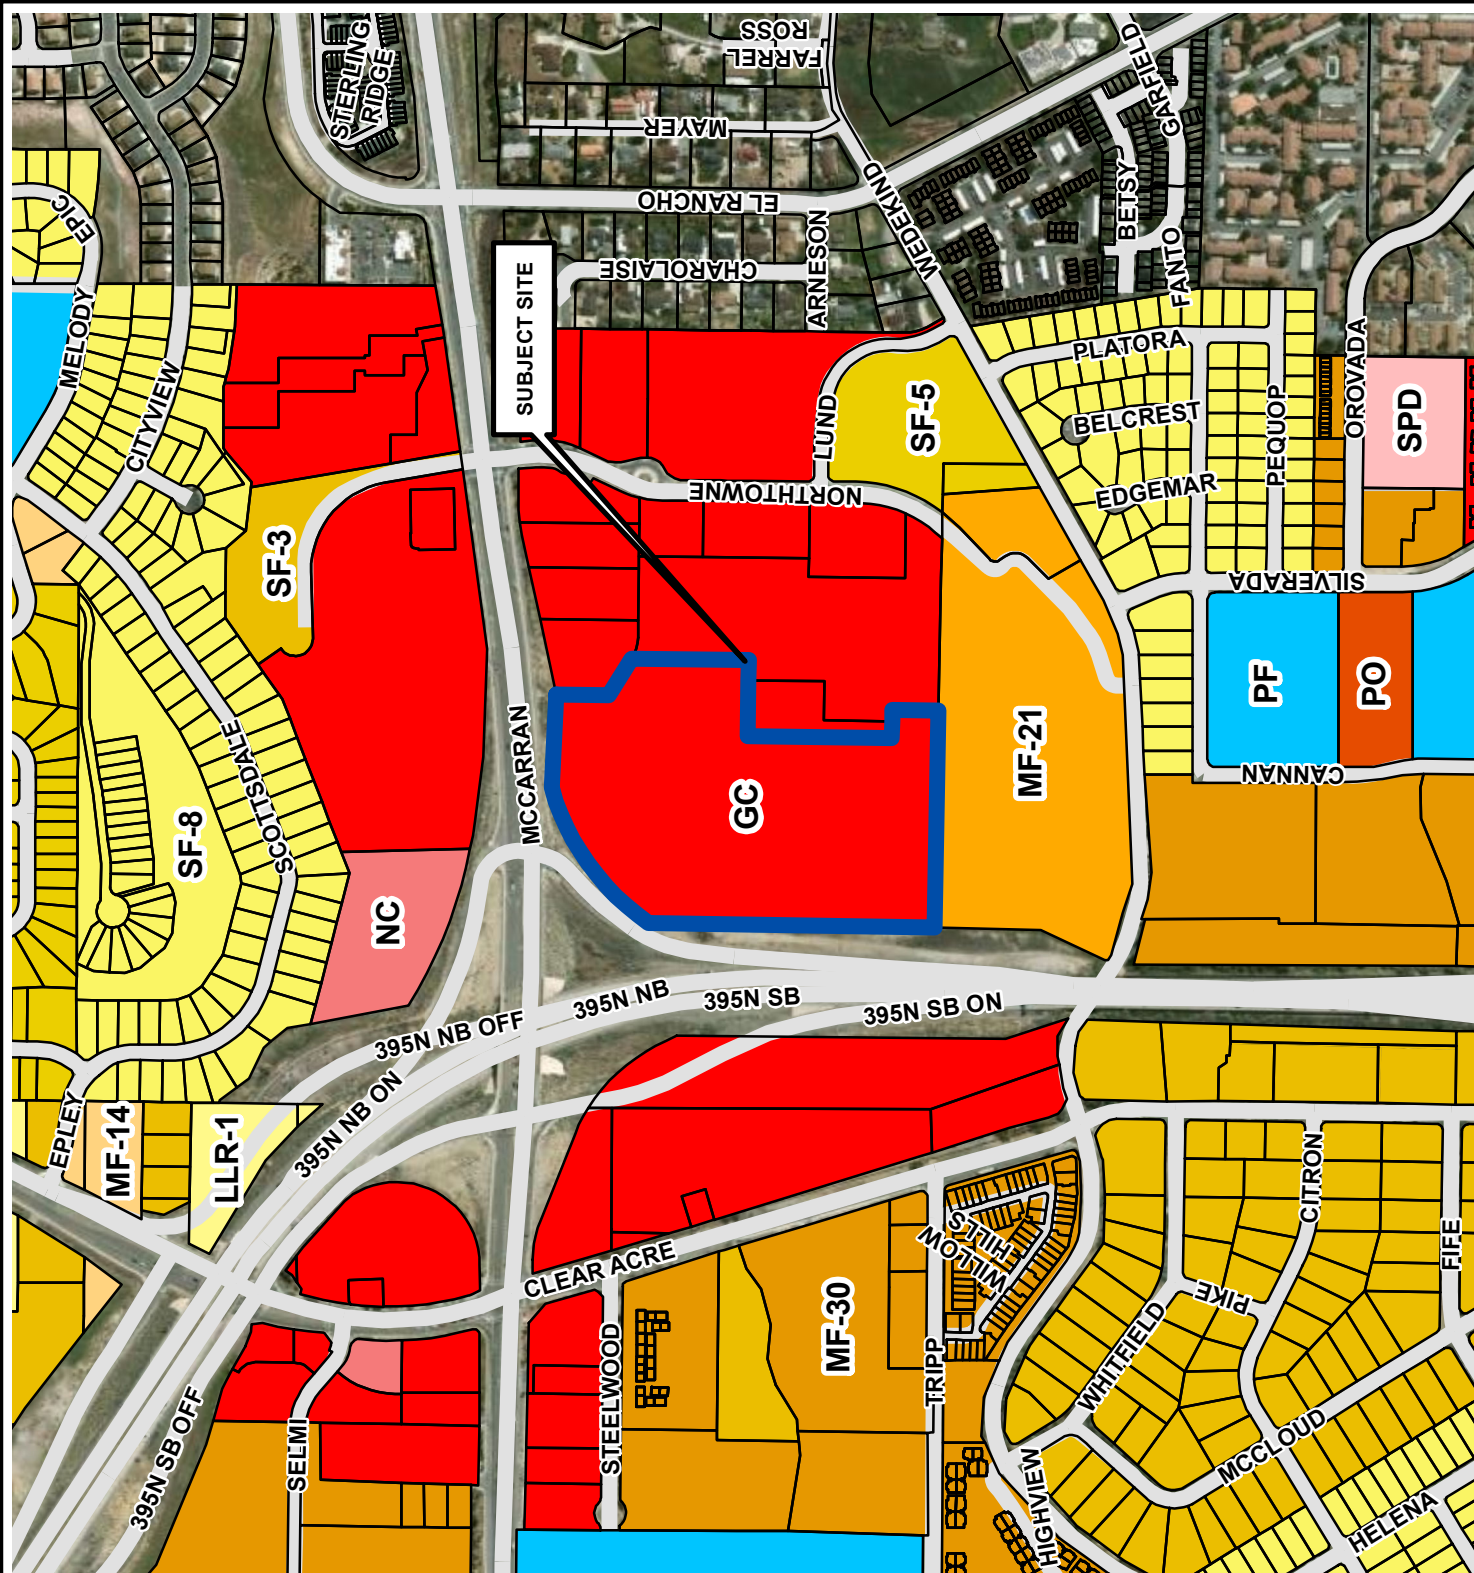 STERLING
RIDGE
FARREL
ROSS
GARFIELD
MAYER
EPIC
EL RANCHO
WEDEKIND
BETSY
ARNESON
CHAROLAISE
FANTO
MELODY
SUBJECT SITE
CITYVIEW
PLATORA
OROVADA
LUND
SF-5
BELCREST
PEQUOP
SPD
NORTHTOWNE
EDGEMAR
SF-3
SILVERADA
PF
PO
SCOTTSDALE
MCCARRAN
MF-21
CANNAN
GC
SF-8
NC
395N NB
395N SB
395N SB ON
395N NB OFF
395N NB ON
EPLEY
MF-14
LLR-1
CITRON
WILLOW
HILLS
FIFE
CLEAR ACRE
PIKE
MF-30
WHITFIELD
STEELWOOD
TRIPP
395N SB OFF
SELMI
MCCLOUD
HIGHVIEW
HELENA